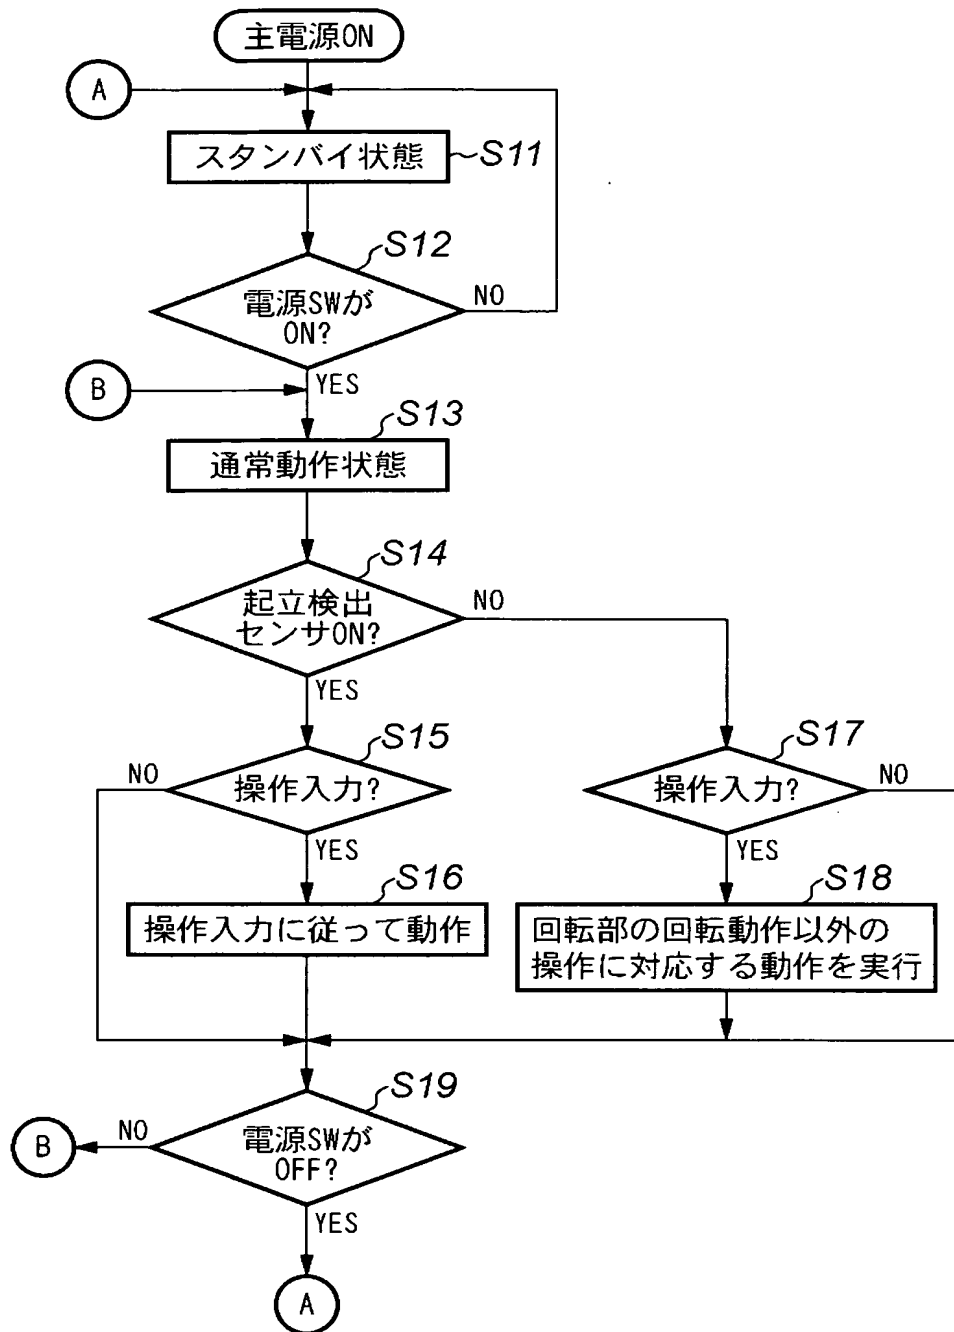 主電源ON
A
スタンバイ状態
S11
S12
電源SWが
ON?
NO
YES
B
S13
通常動作状態
S14
起立検出
センサON?
NO
YES
S15
操作入力?
NO
YES
S16
操作入力に従って動作
S17
操作入力?
NO
YES
S18
回転部の回転動作以外の
操作に対応する動作を実行
S19
電源SWが
OFF?
NO
B
YES
A